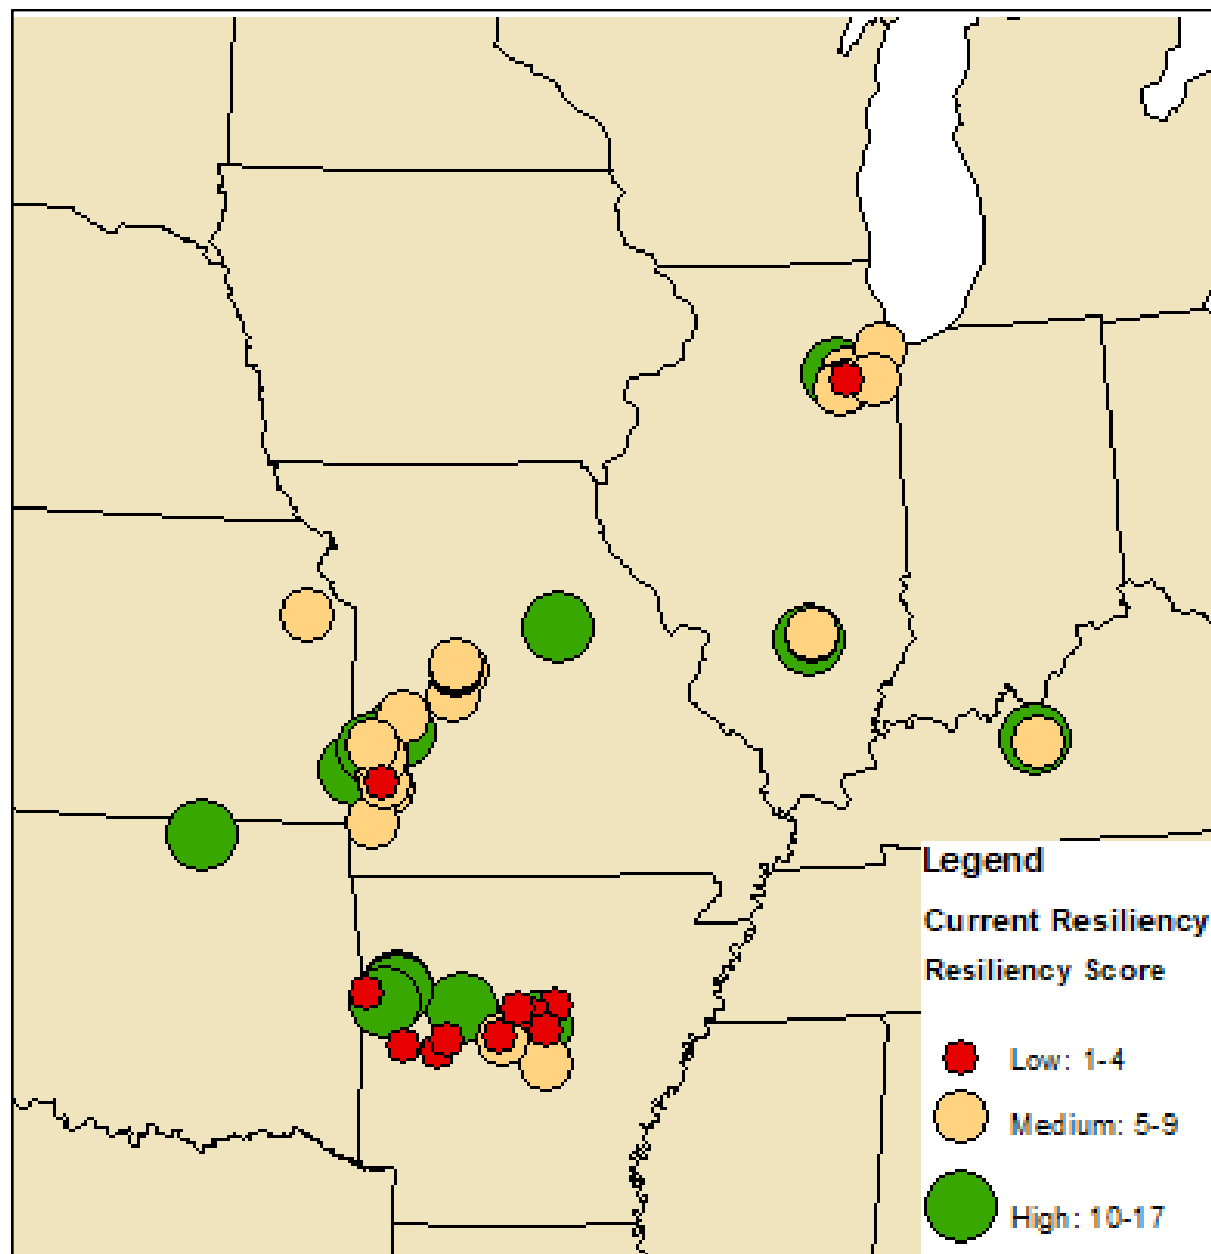 Legend
Current Resiliency
Resiliency Score
Low: 1-4
Medium: 5-9
High: 10-17